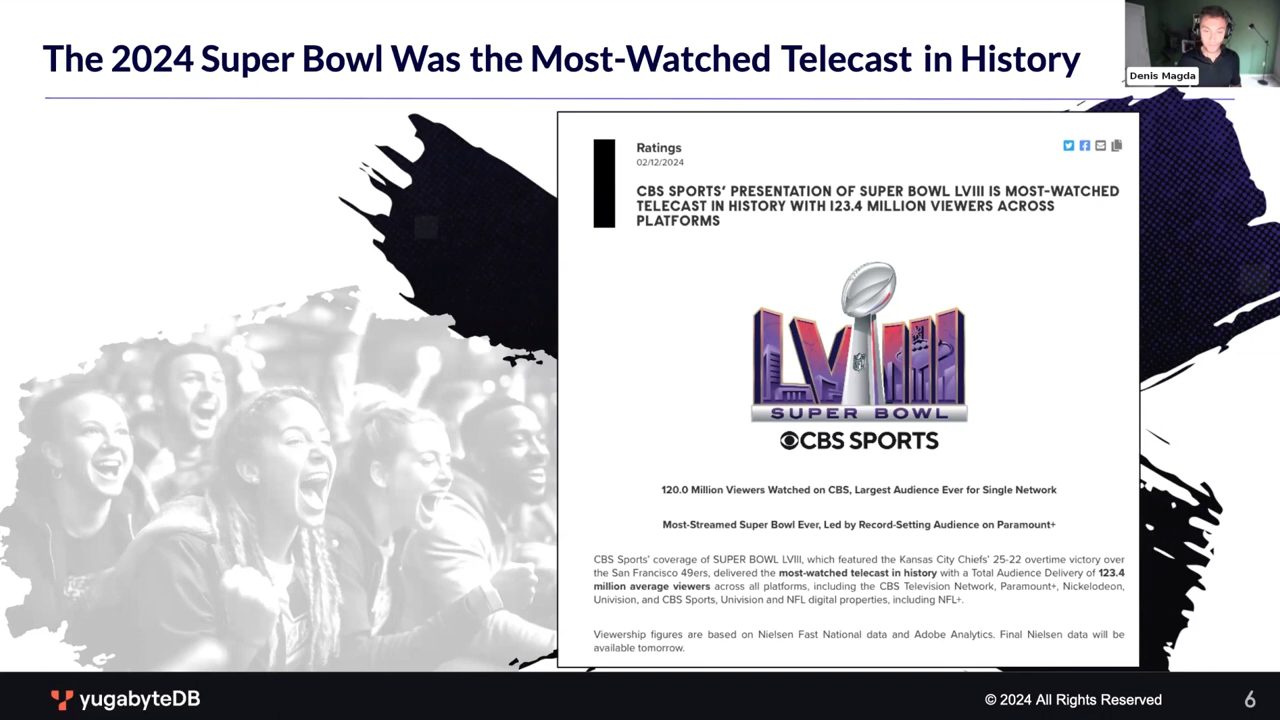 The 2024 Super Bowl Was the Most-Watched Telecast in History
Denis Magda
Ratings
02/12/2024
CBS SPORTS' PRESENTATION OF SUPER BOWL LVIII IS MOST-WATCHED
TELECAST IN HISTORY WITH 123.4 MILLION VIEWERS ACROSS
PLATFORMS
LVIII
NFL
SUPER BOWL
CBS SPORTS
120.0 Million Viewers Watched on CBS, Largest Audience Ever for Single Network
Most-Streamed Super Bowl Ever, Led by Record-Setting Audience on Paramount+
CBS Sports' coverage of SUPER BOWL LVIII, which featured the Kansas City Chiefs' 25-22 overtime victory over
the San Francisco 49ers, delivered the most-watched telecast in history with a Total Audience Delivery of 123.4
million average viewers across all platforms, including the CBS Television Network, Paramount+, Nickelodeon,
Univision, and CBS Sports, Univision and NFL digital properties, including NFL+.
Viewership figures are based on Nielsen Fast National data and Adobe Analytics. Final Nielsen data will be
available tomorrow.
yugabyteDB
© 2024 All Rights Reserved
6